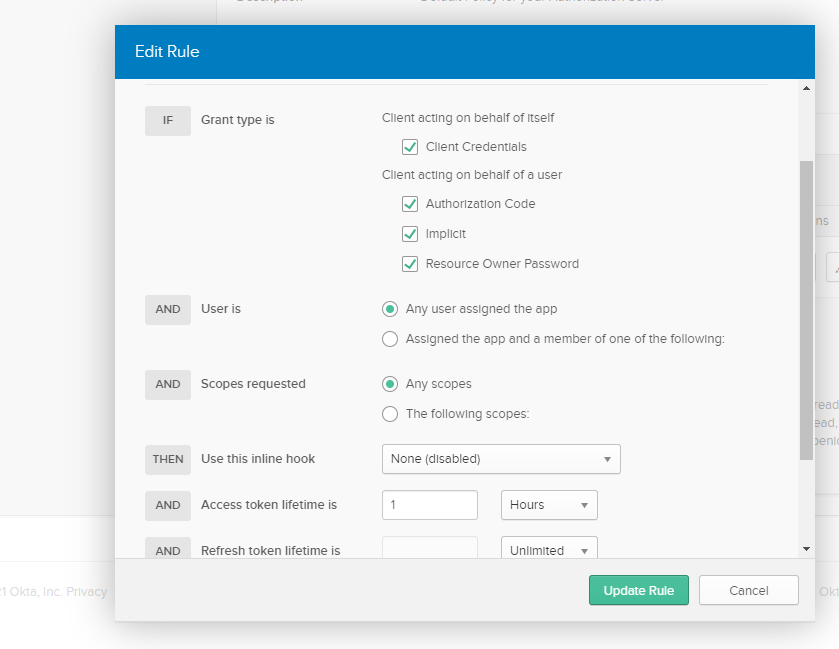 Edit Rule
IF Grant type is Client acting on behalf of itself
Client Credentials
Client acting on behalf of a user
Authorization Code
Implicit
Resource Owner Password
AND User is Any user assigned the app
Assigned the app and a member of one of the following:
AND Scopes requested Any scopes
The following scopes:
THEN Use this inline hook None (disabled)
AND Access token lifetime is 1 Hours
AND Refresh token lifetime is Unlimited
Update Rule Cancel
Okta, Inc. Privacy